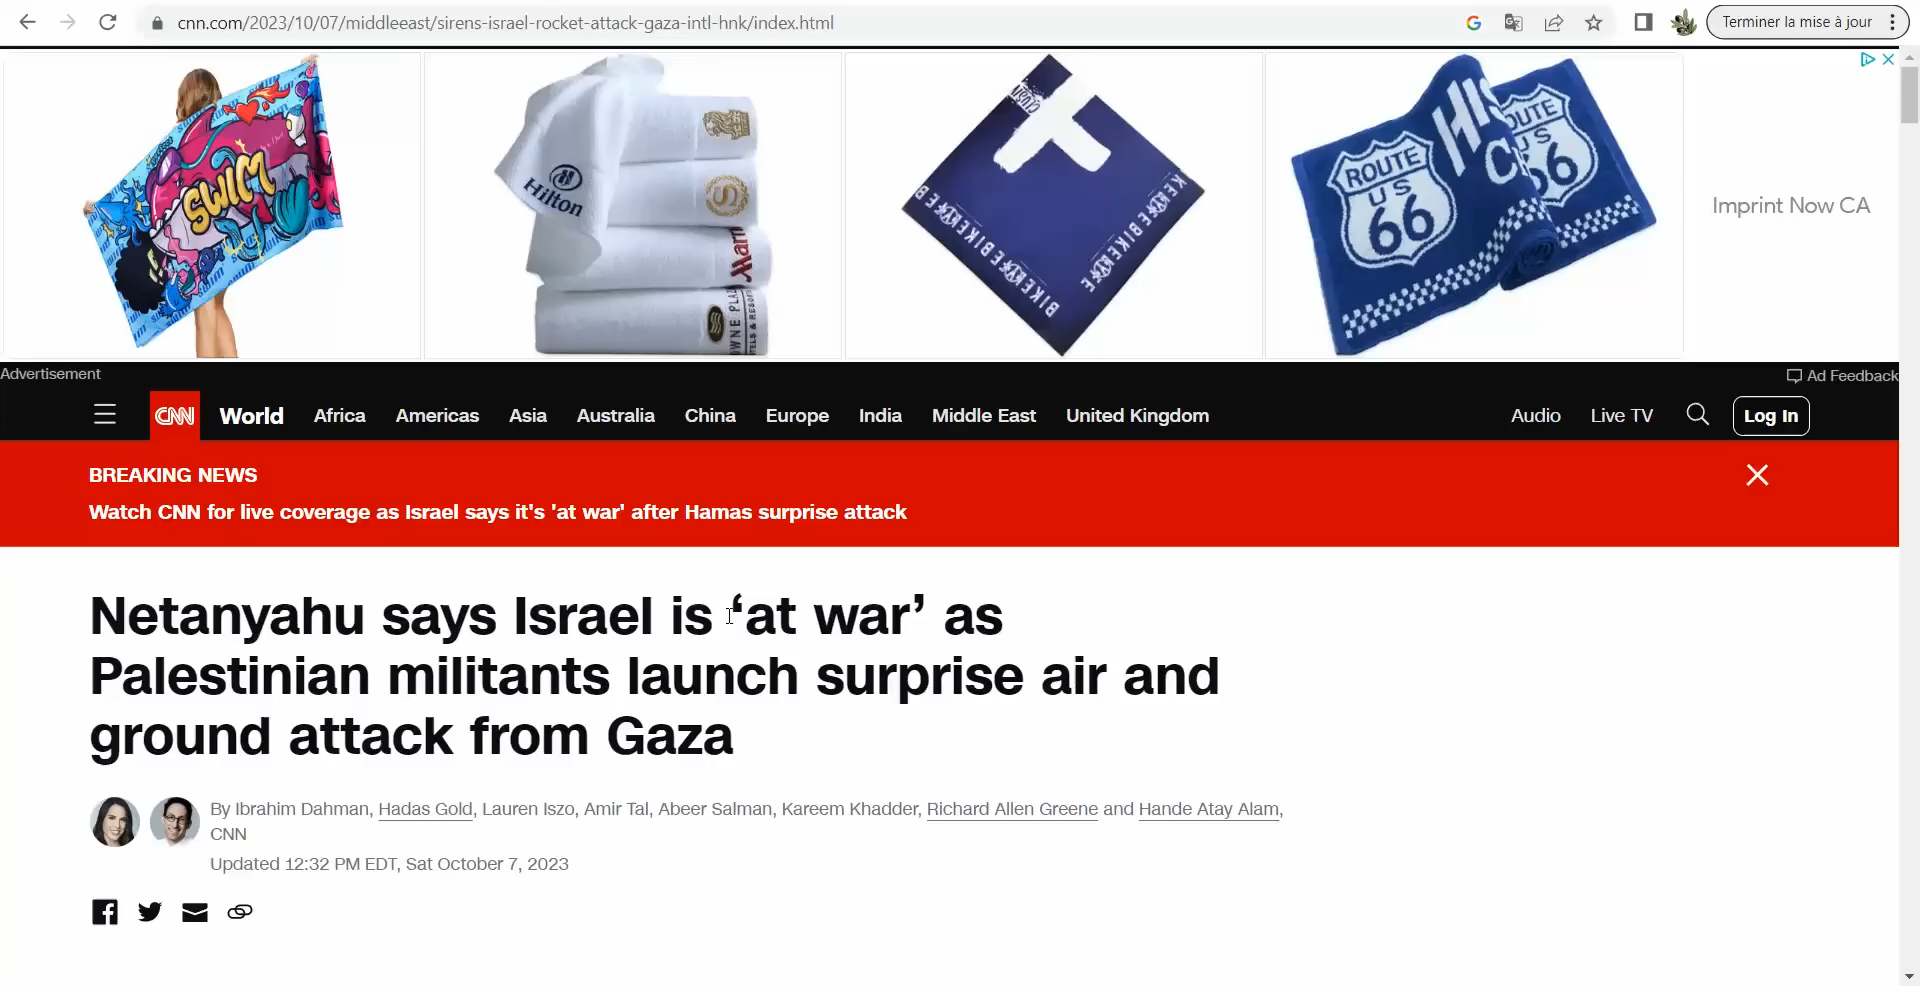 cnn.com/2023/10/07/middleeast/sirens-israel-rocket-attack-gaza-intl-hnk/index.html
Terminer la mise à jour
SWIM
Hilton
BIKE
ROUTE
US
66
Imprint Now CA
Advertisement
Ad Feedback
CNN World Africa Americas Asia Australia China Europe India Middle East United Kingdom Audio Live TV Log In
BREAKING NEWS
Watch CNN for live coverage as Israel says it's 'at war' after Hamas surprise attack
Netanyahu says Israel is ‘at war’ as
Palestinian militants launch surprise air and
ground attack from Gaza
By Ibrahim Dahman, Hadas Gold, Lauren Iszo, Amir Tal, Abeer Salman, Kareem Khadder, Richard Allen Greene and Hande Atay Alam,
CNN
Updated 12:32 PM EDT, Sat October 7, 2023